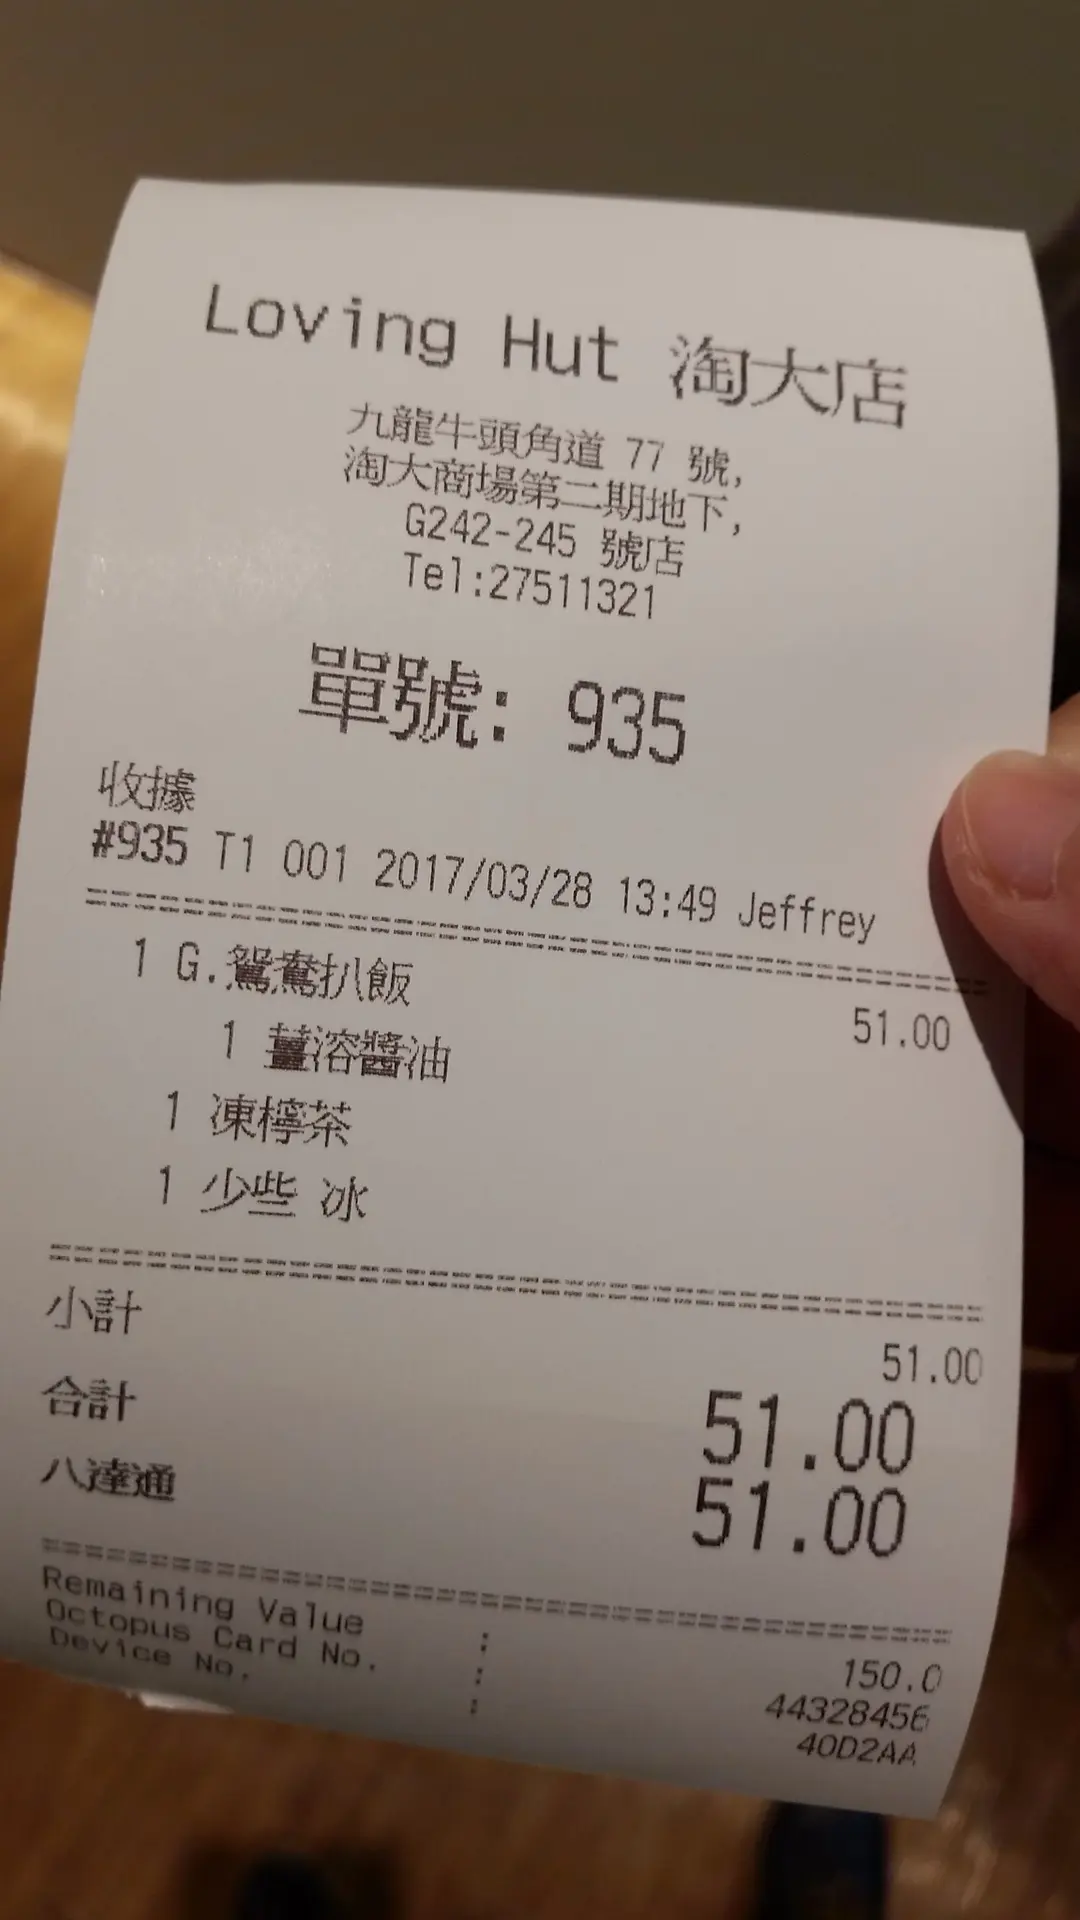 Loving Hut 淘大店
九龍牛頭角道 77 號,
淘大商場第二期地下,
G242-245 號店
Tel:27511321
單號: 935
收據
#935 T1 001 2017/03/28 13:49 Jeffrey
1 G.鴛鴦扒飯 51.00
1 薑溶醬油
1 凍檸茶
1 少些 冰
小計 51.00
合計 51.00
八達通 51.00
Remaining Value : 150.0
Octopus Card No. : 44328456
Device No. : 40D2AA